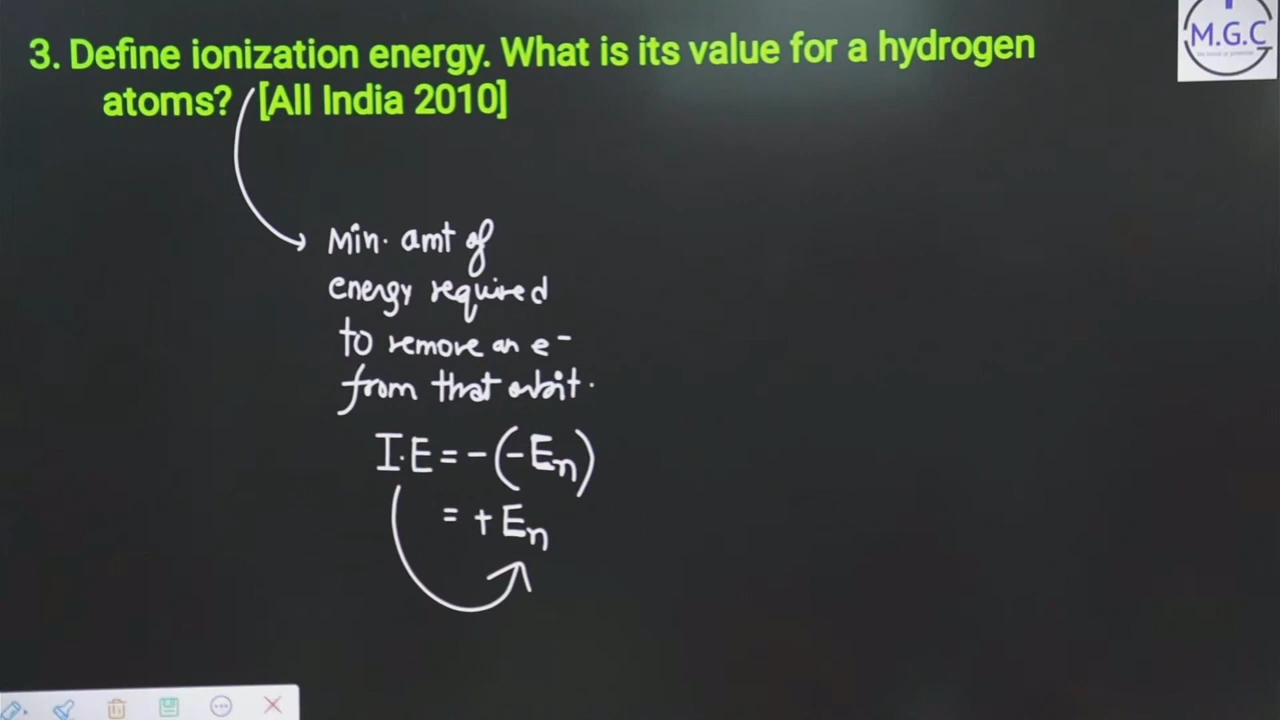 3. Define ionization energy. What is its value for a hydrogen
atoms? [All India 2010]
M.G.C
Min. amt of
energy required
to remove an e-
from that orbit.
I.E = - (-En)
= + En